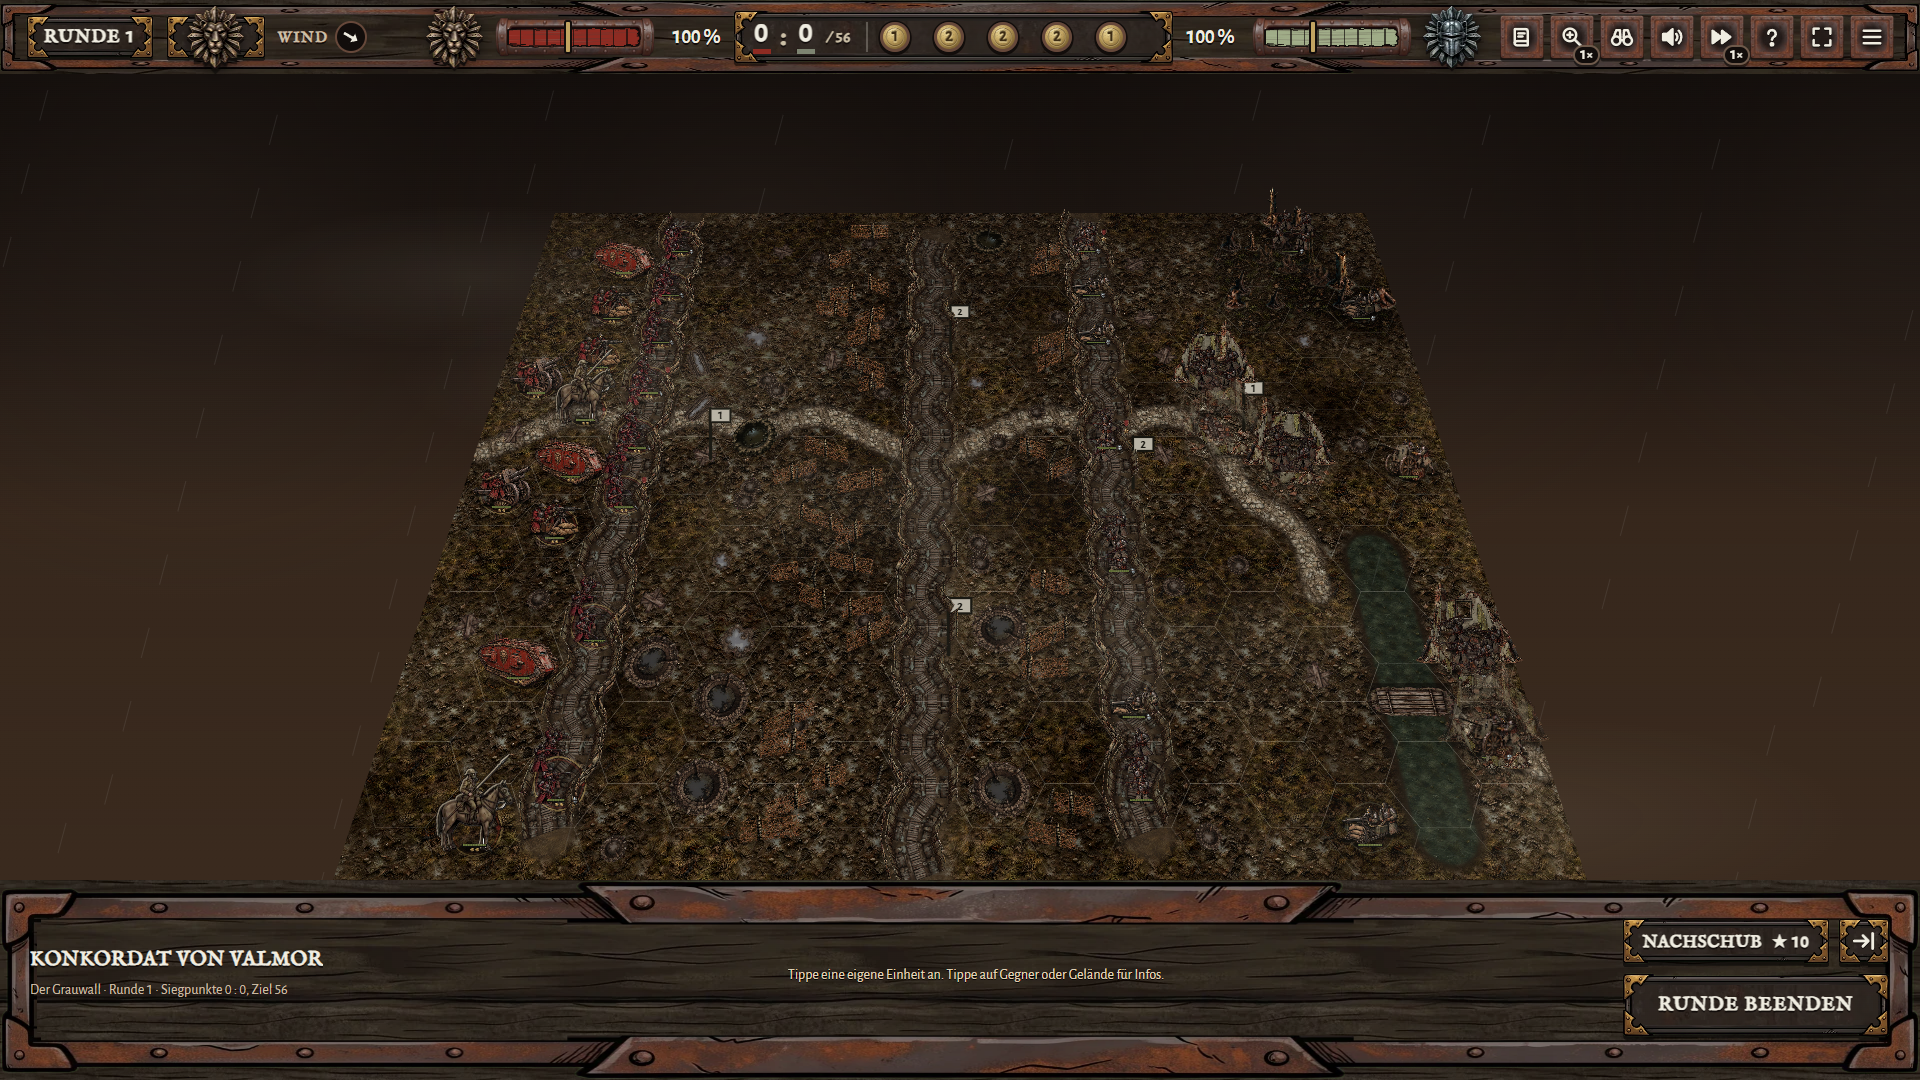 RUNDE 1
WIND
100 %
0 : 0 / 56
1 2 2 2 1
100 %
1×
1×
?
2
1
1
2
2
KONKORDAT VON VALMOR
Der Grauwall · Runde 1 · Siegpunkte 0 : 0, Ziel 56
Tippe eine eigene Einheit an. Tippe auf Gegner oder Gelände für Infos.
NACHSCHUB ★ 10
RUNDE BEENDEN